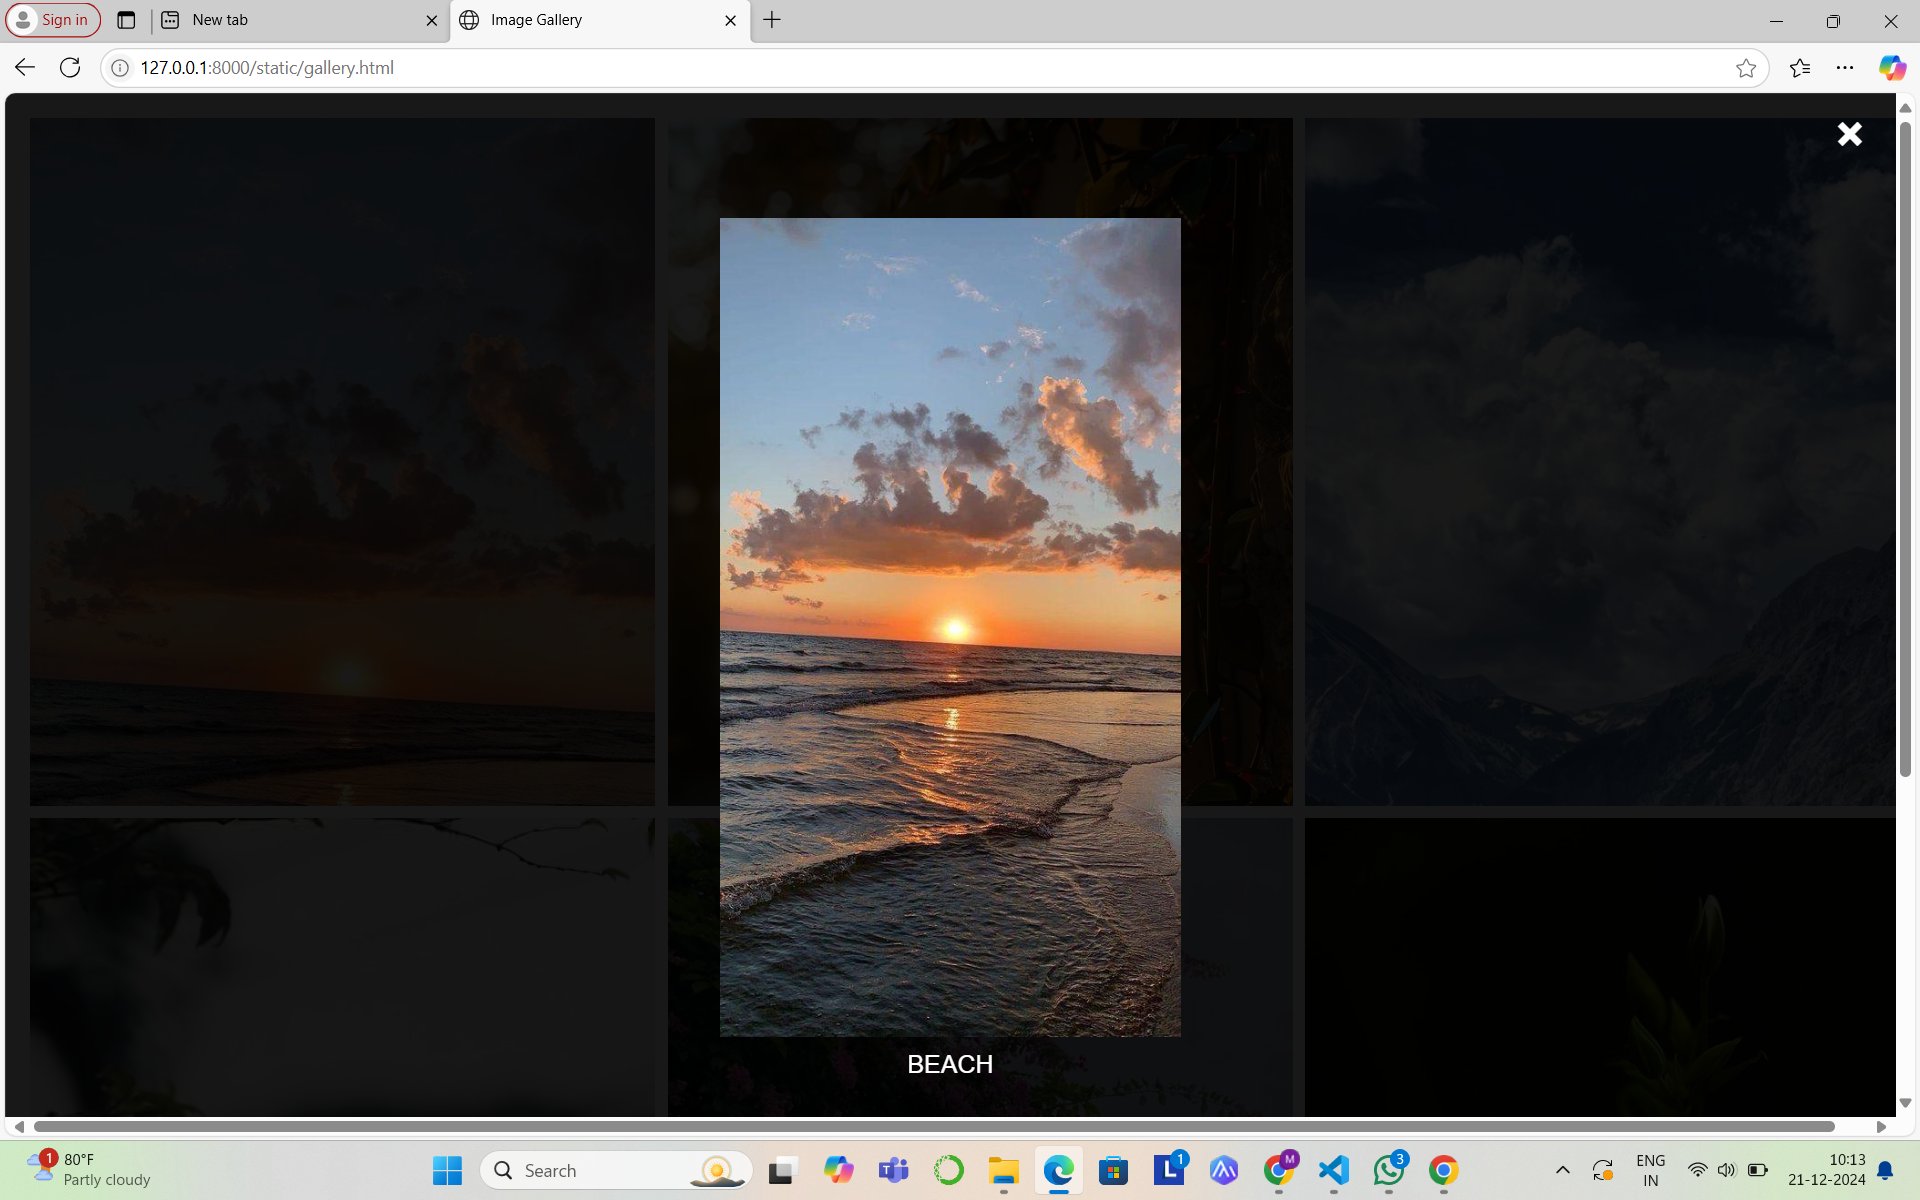 Sign in
New tab
Image Gallery
127.0.0.1:8000/static/gallery.html
BEACH
1
80°F
Partly cloudy
Search
T
L
1
M
3
ENG
IN
10:13
21-12-2024